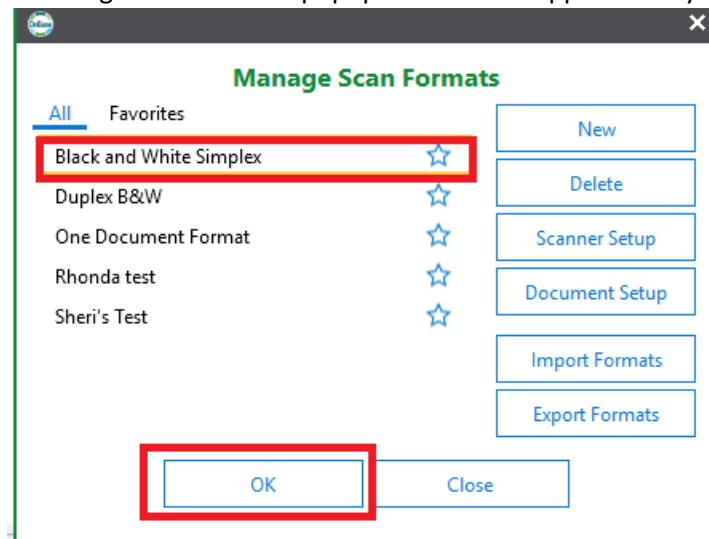 Manage Scan Formats
All Favorites
New
Black and White Simplex
Delete
Duplex B&W
One Document Format
Scanner Setup
Rhonda test
Document Setup
Sheri's Test
Import Formats
Export Formats
OK Close